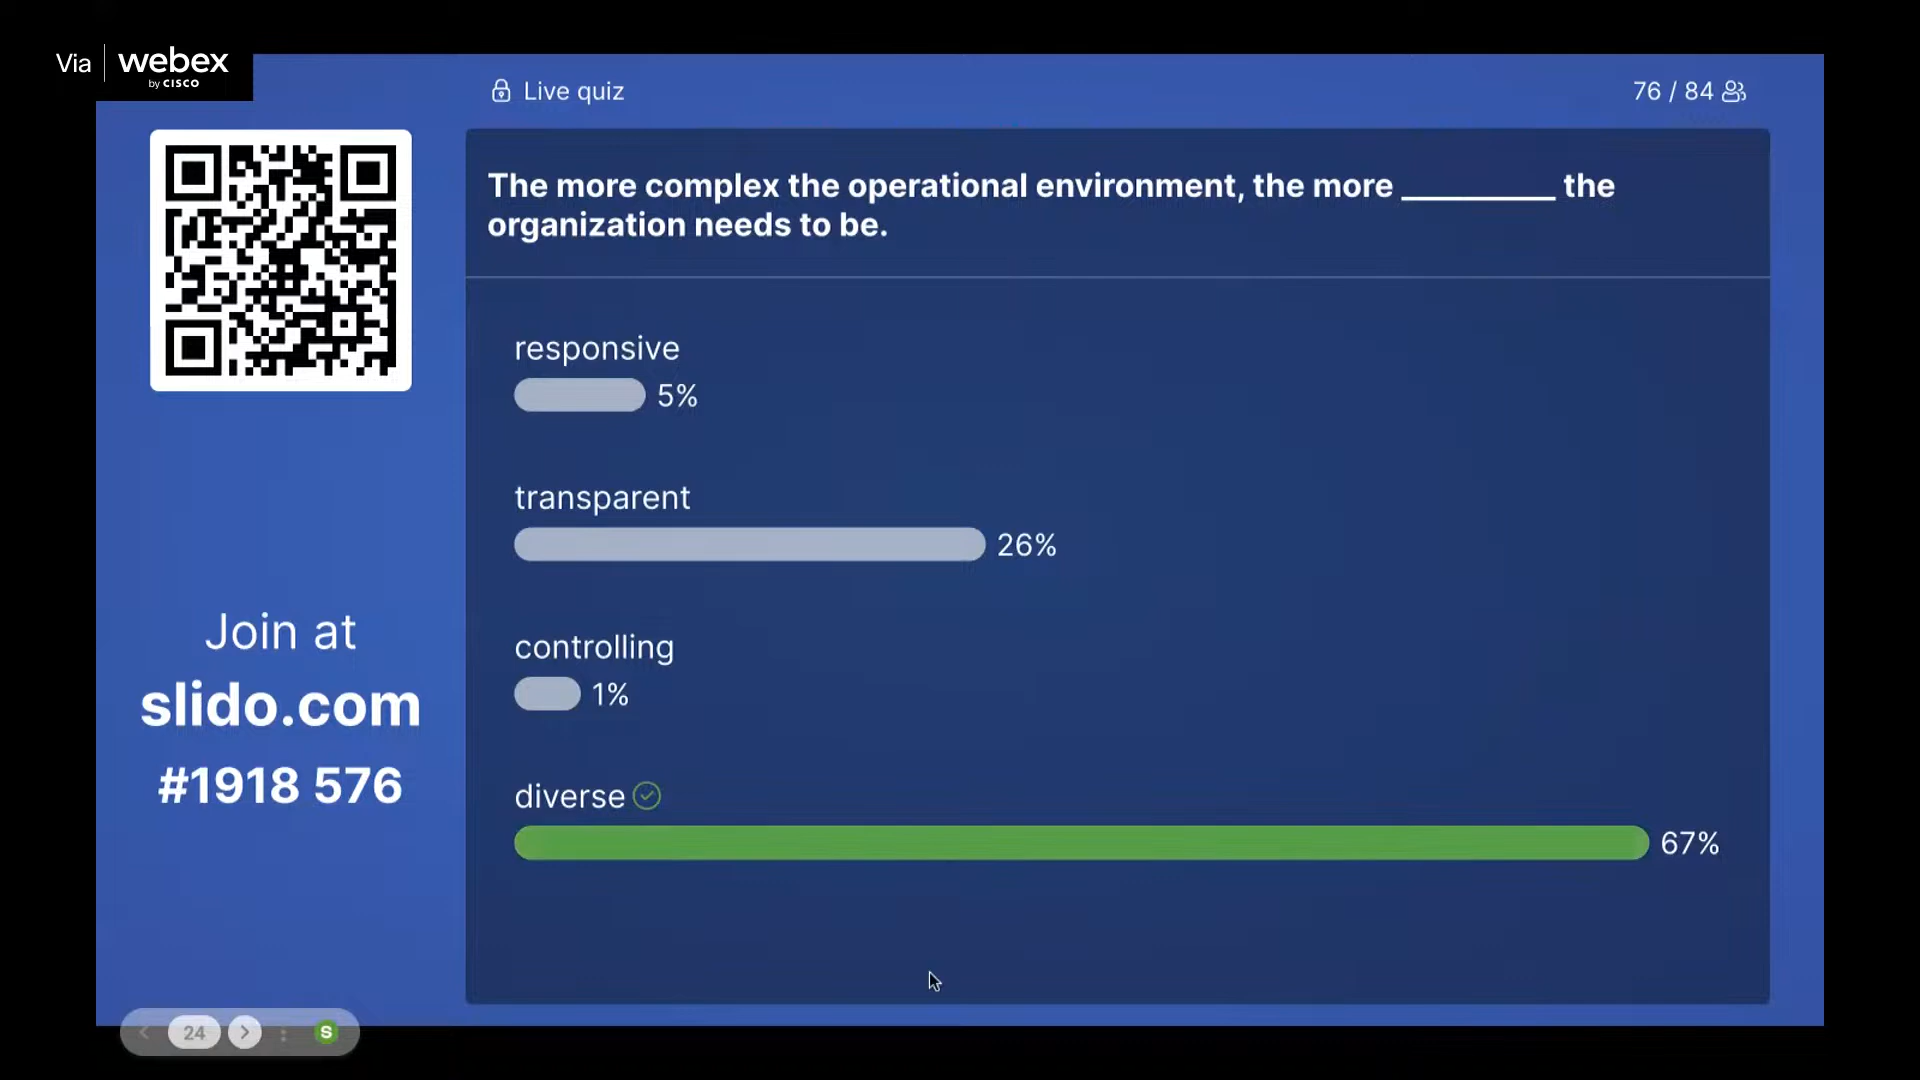 Via
webex
by CISCO
Live quiz
76 / 84
The more complex the operational environment, the more __________ the
organization needs to be.
responsive
5%
transparent
26%
controlling
1%
diverse
67%
Join at
slido.com
#1918 576
24
S